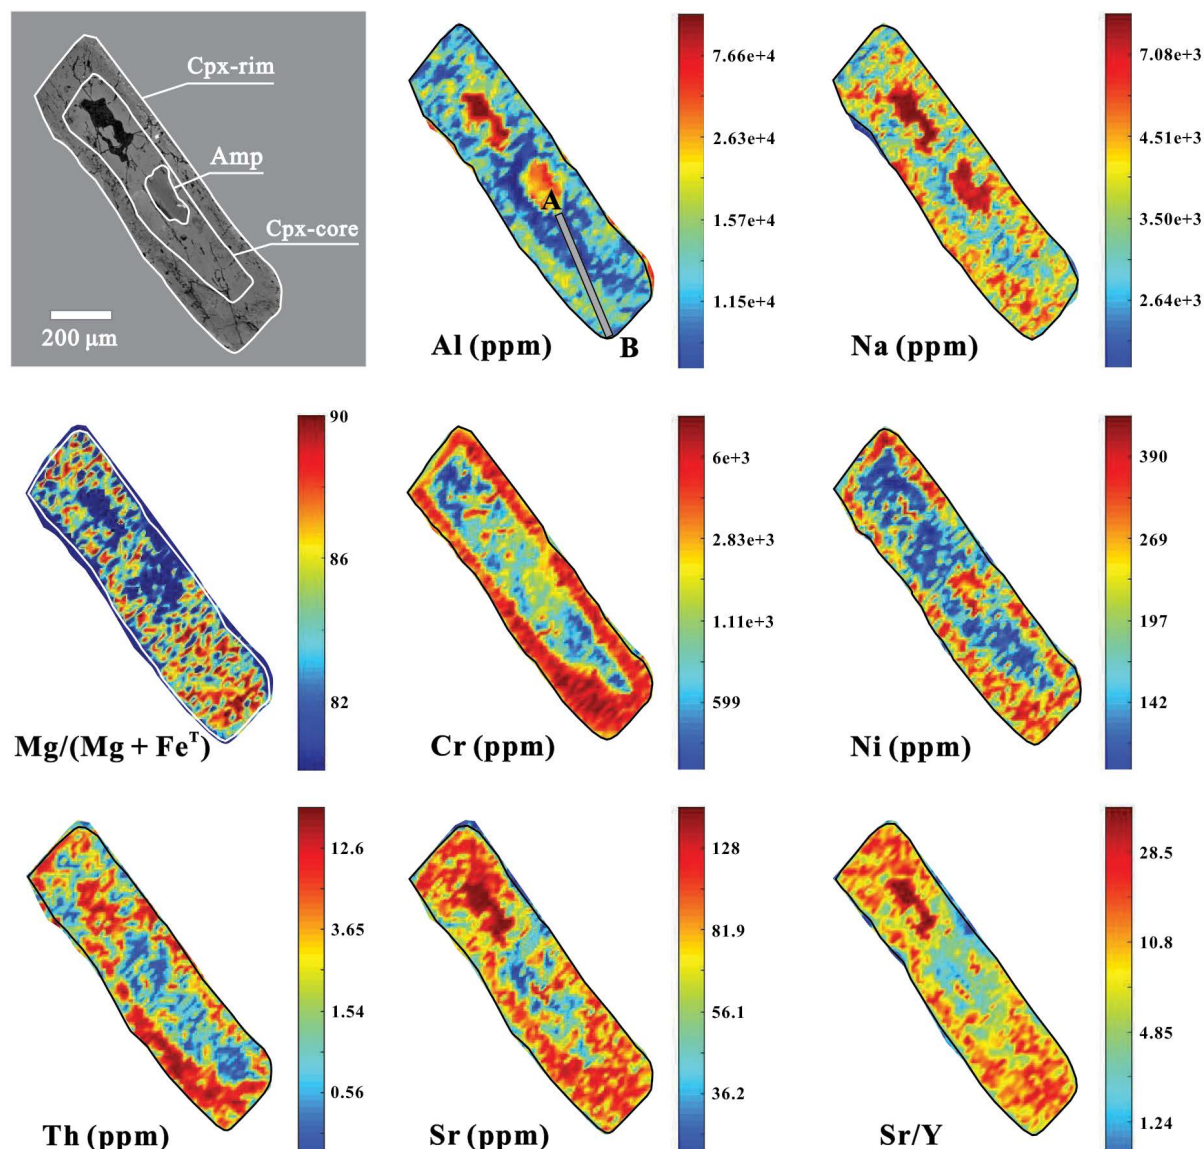 Cpx-rim
Amp
Cpx-core
200 μm
7.66e+4
2.63e+4
1.57e+4
1.15e+4
A
B
Al (ppm)
7.08e+3
4.51e+3
3.50e+3
2.64e+3
Na (ppm)
90
86
82
Mg/(Mg + Feᵀ)
6e+3
2.83e+3
1.11e+3
599
Cr (ppm)
390
269
197
142
Ni (ppm)
12.6
3.65
1.54
0.56
Th (ppm)
128
81.9
56.1
36.2
Sr (ppm)
28.5
10.8
4.85
1.24
Sr/Y